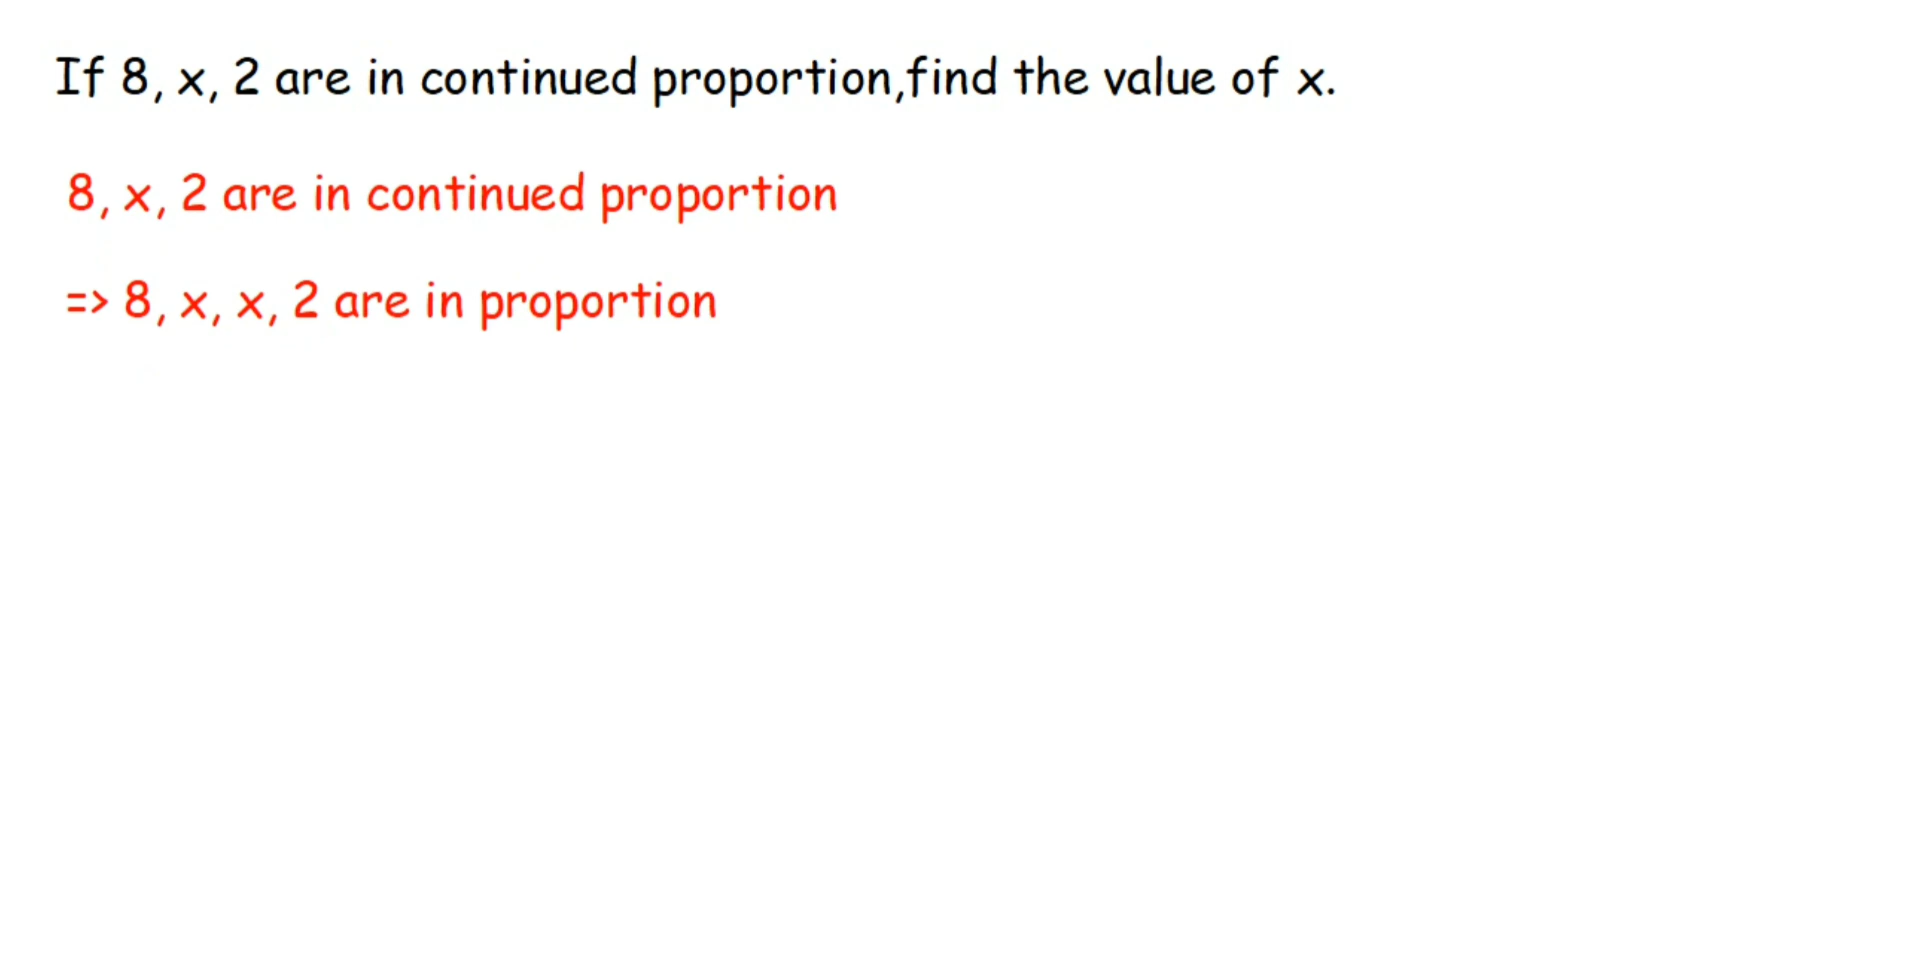 If 8, x, 2 are in continued proportion,find the value of x.
8, x, 2 are in continued proportion
=> 8, x, x, 2 are in proportion